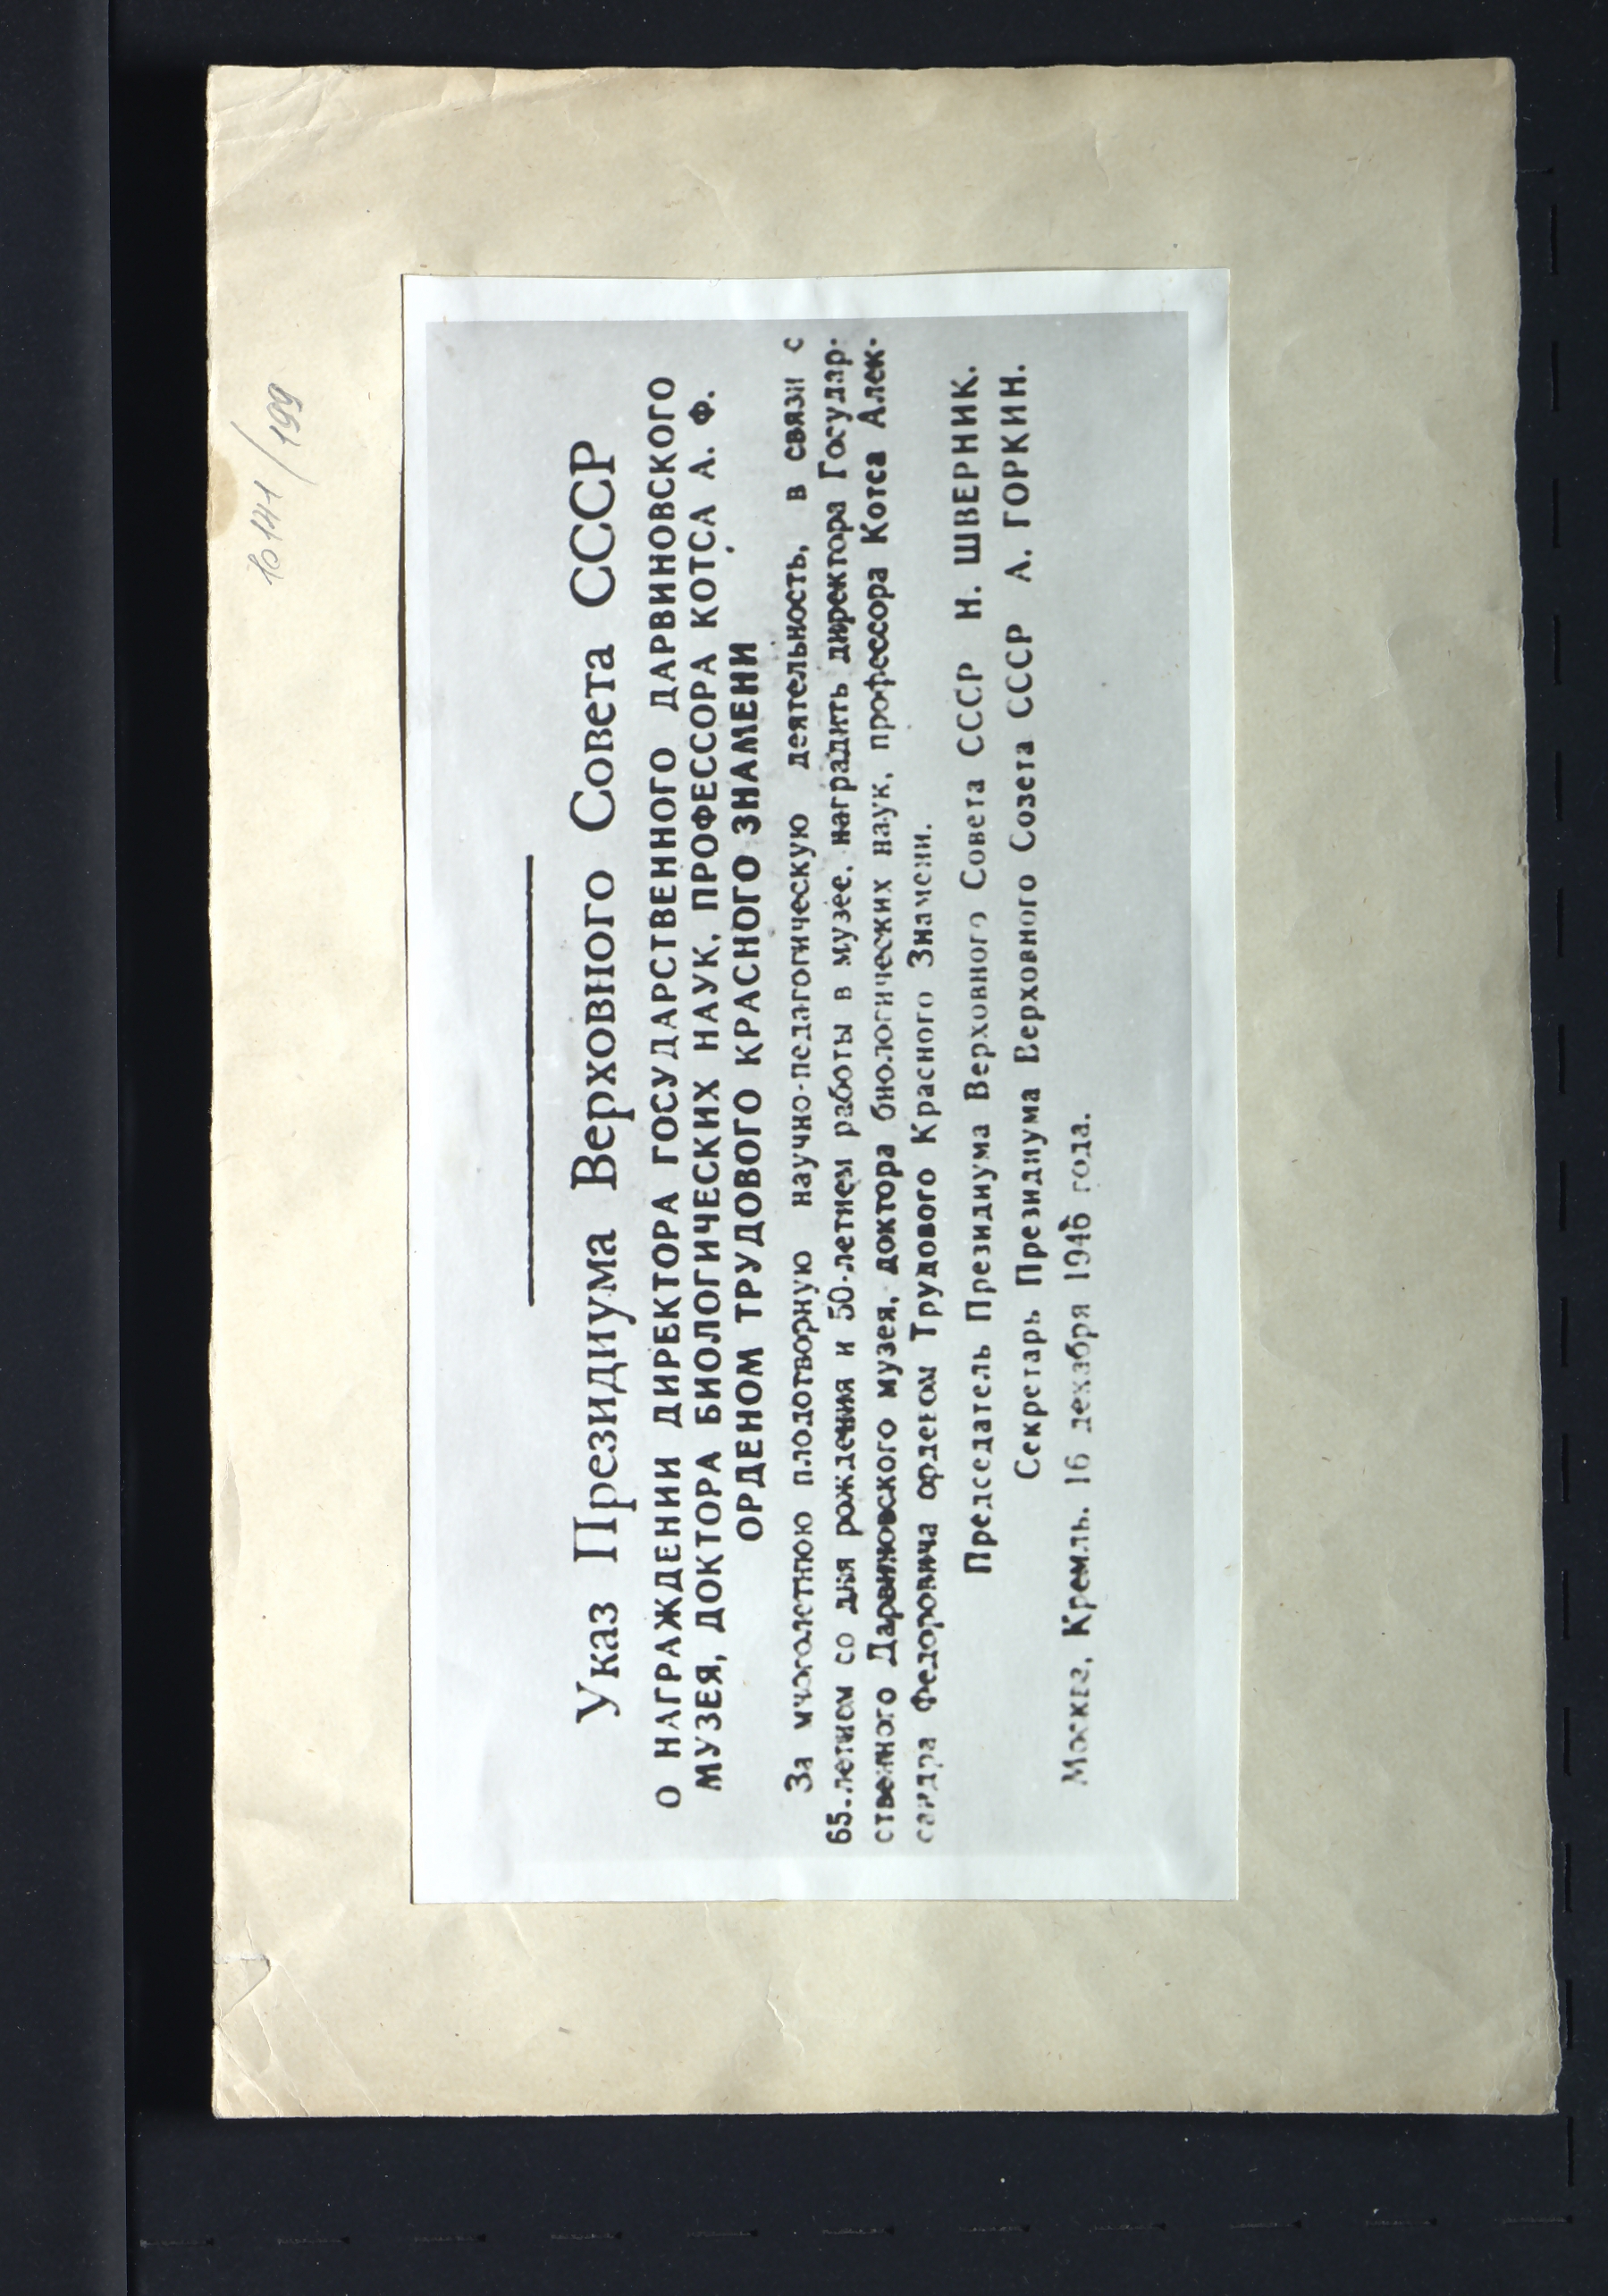 10141/199
Указ Президиума Верховного Совета СССР
О НАГРАЖДЕНИИ ДИРЕКТОРА ГОСУДАРСТВЕННОГО ДАРВИНОВСКОГО
МУЗЕЯ, ДОКТОРА БИОЛОГИЧЕСКИХ НАУК, ПРОФЕССОРА КОТСА А. Ф.
ОРДЕНОМ ТРУДОВОГО КРАСНОГО ЗНАМЕНИ
За многолетнюю плодотворную научно-педагогическую деятельность, в связи с
65-летием со дня рождения и 50-летием работы в музее, наградить директора Государ-
ственного Дарвиновского музея, доктора биологических наук, профессора Котса Алек-
сандра Федоровича орденом Трудового Красного Знамени.
Председатель Президиума Верховного Совета СССР Н. ШВЕРНИК.
Секретарь Президиума Верховного Совета СССР А. ГОРКИН.
Москва, Кремль. 16 декабря 1946 года.